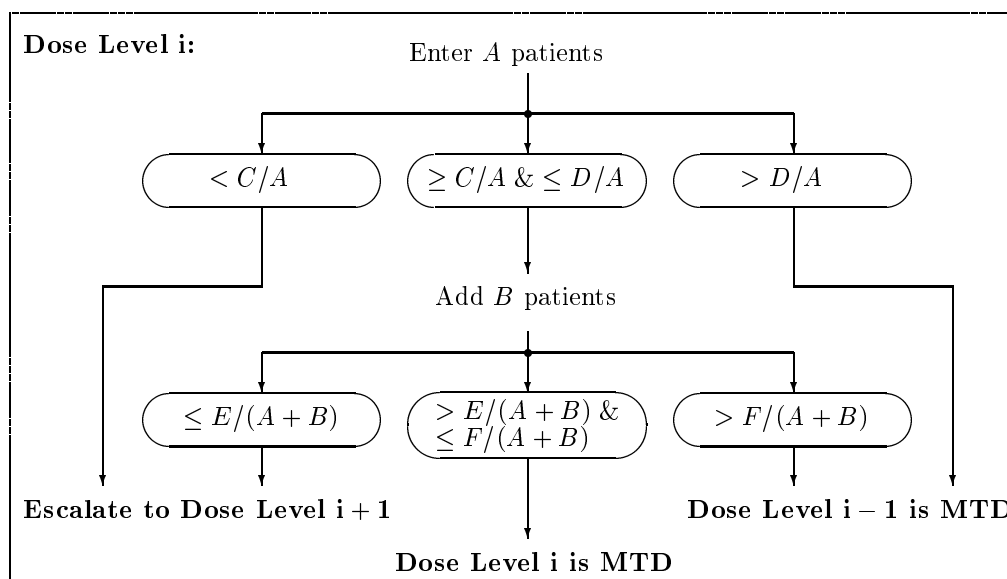 Dose Level i:
Enter A patients
< C/A
≥ C/A & ≤ D/A
> D/A
Add B patients
≤ E/(A + B)
> E/(A + B) &
≤ F/(A + B)
> F/(A + B)
Escalate to Dose Level i + 1
Dose Level i − 1 is MTD
Dose Level i is MTD